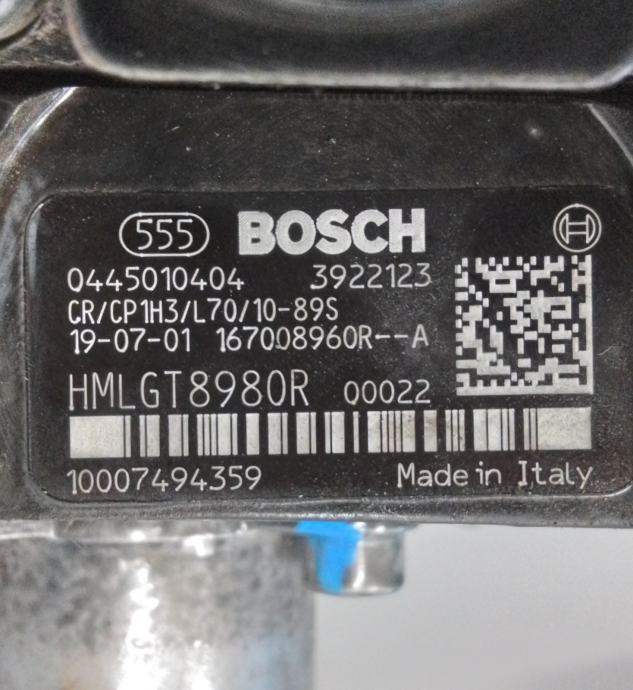 555 BOSCH
0445010404 3922123
CR/CP1H3/L70/10-89S
19-07-01 167008960R--A
HMLGT8980R 00022
10007494359 Made in Italy